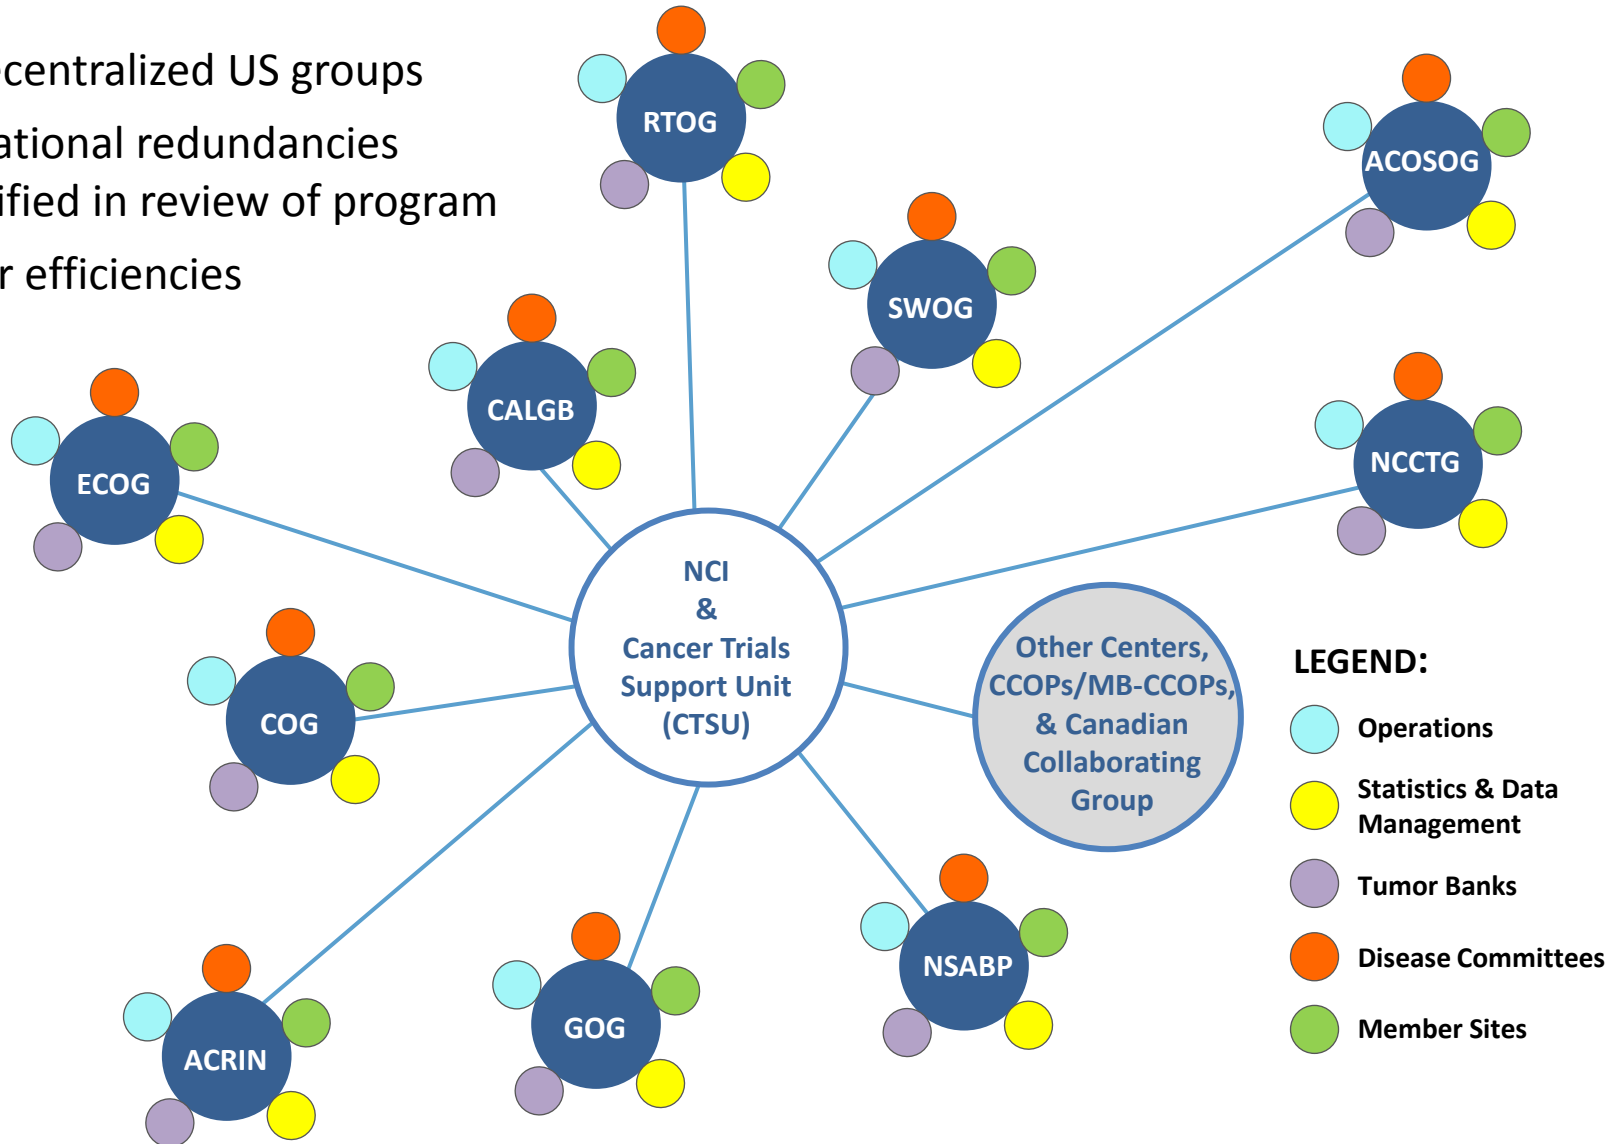 ecentralized US groups
ational redundancies
ified in review of program
r efficiencies
RTOG
ACOSOG
SWOG
CALGB
NCCTG
ECOG
NCI
&
Cancer Trials
Support Unit
(CTSU)
Other Centers,
CCOPs/MB-CCOPs,
& Canadian
Collaborating
Group
COG
NSABP
GOG
ACRIN
LEGEND:
Operations
Statistics & Data
Management
Tumor Banks
Disease Committees
Member Sites